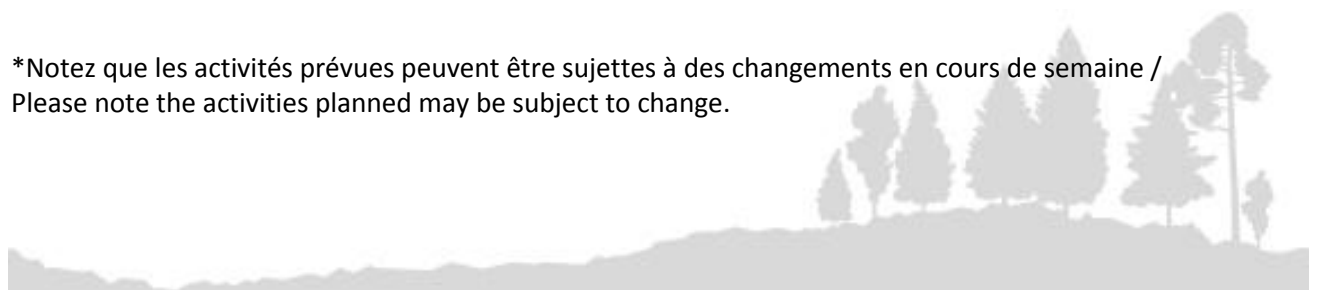 *Notez que les activités prévues peuvent être sujettes à des changements en cours de semaine /
Please note the activities planned may be subject to change.